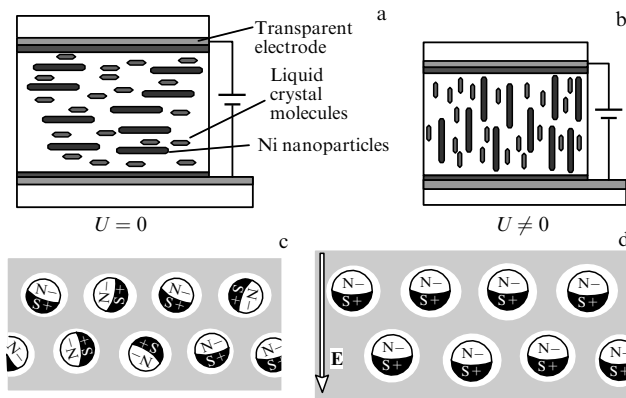 a
Transparent
electrode
Liquid
crystal
molecules
Ni nanoparticles
U = 0
b
U ≠ 0
c
N−
S+
N−
S+
N−
S+
N−
S+
N−
N−
S+
N−
S+
N−
S+
d
N−
S+
N−
S+
N−
S+
N−
S+
E
N−
S+
N−
S+
N−
S+
N−
S+